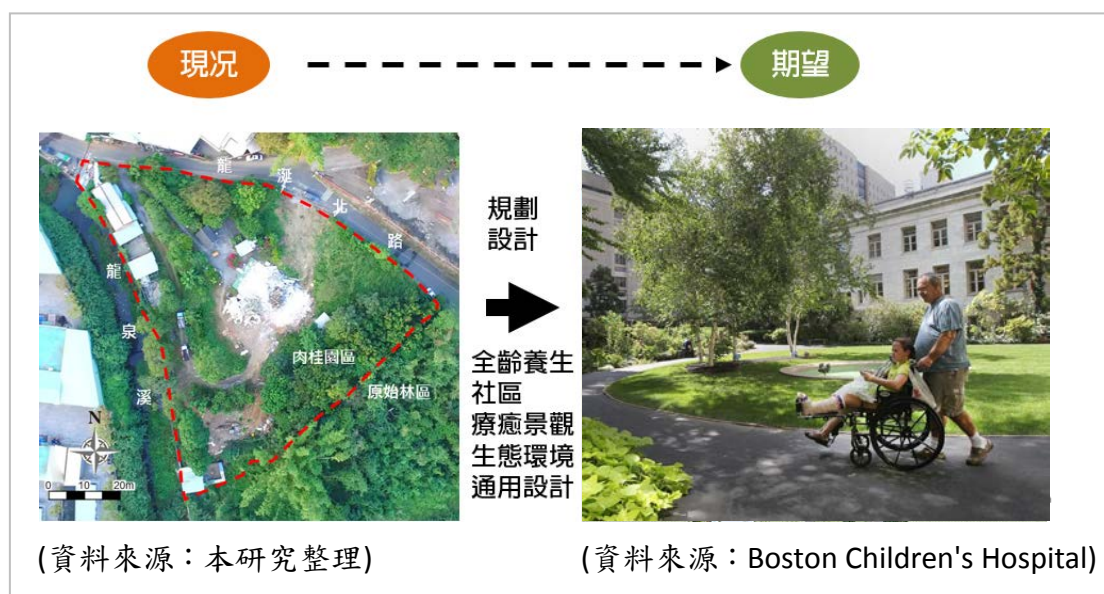 現況
期望
龍
涎
北
路
龍
泉
溪
肉桂園區
原始林區
N
0 10 20m
規劃
設計
全齡養生
社區
療癒景觀
生態環境
通用設計
(資料來源：本研究整理)
(資料來源：Boston Children's Hospital)